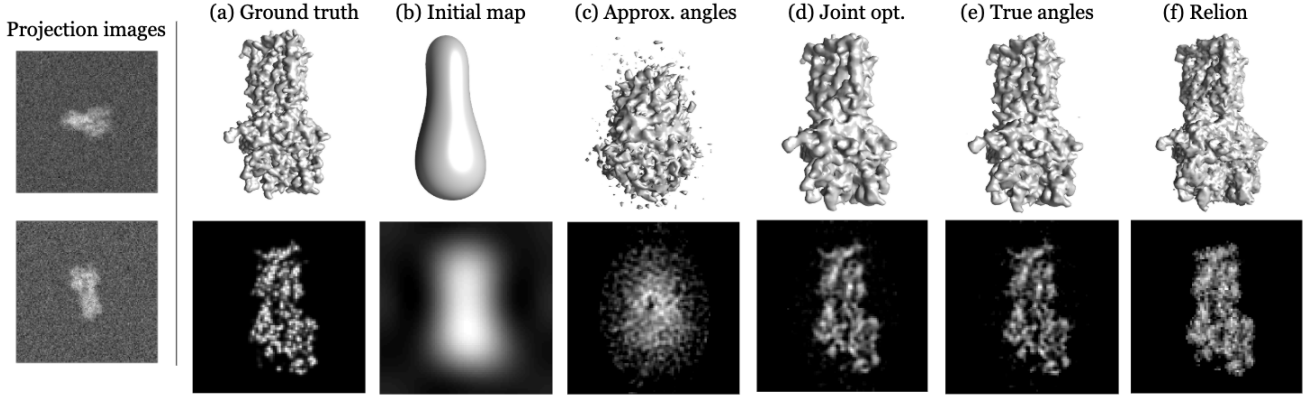 Projection images
(a) Ground truth
(b) Initial map
(c) Approx. angles
(d) Joint opt.
(e) True angles
(f) Relion